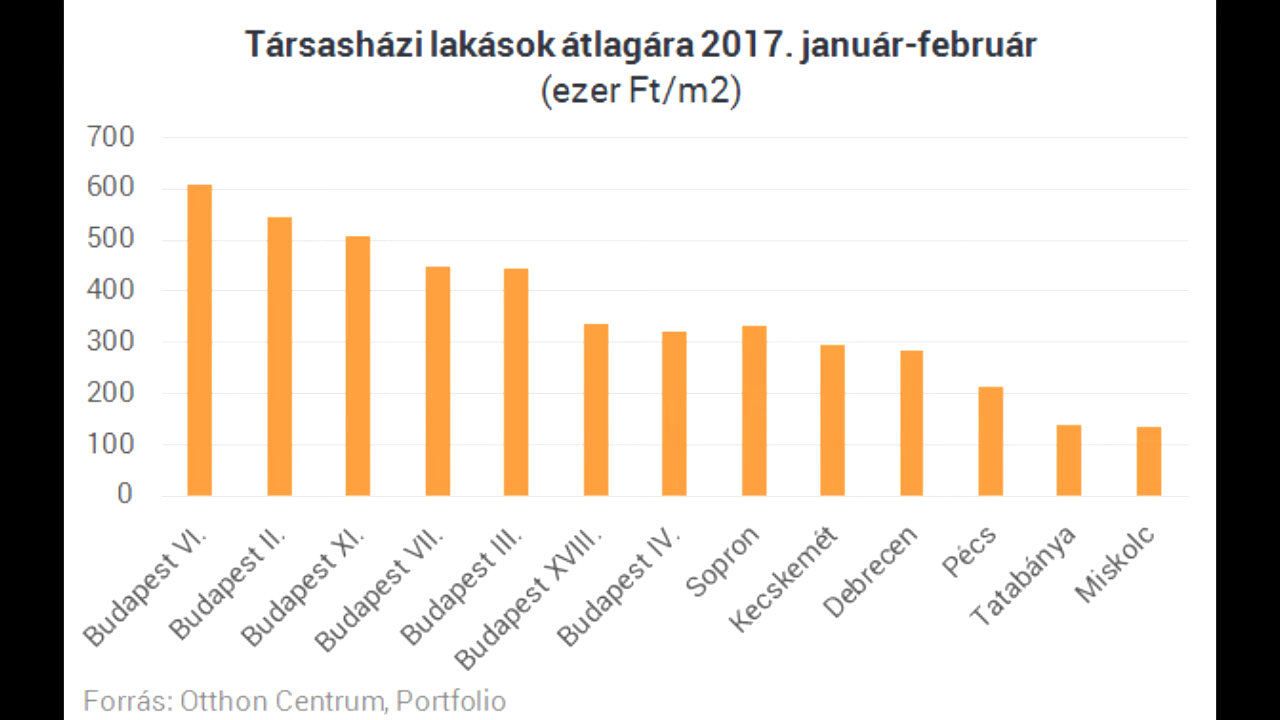 Társasházi lakások átlagára 2017. január-február
(ezer Ft/m2)
700
600
500
400
300
200
100
0
Budapest VI.
Budapest II.
Budapest XI.
Budapest VII.
Budapest III.
Budapest XVIII.
Budapest IV.
Sopron
Kecskemét
Debrecen
Pécs
Tatabánya
Miskolc
Forrás: Otthon Centrum, Portfolio